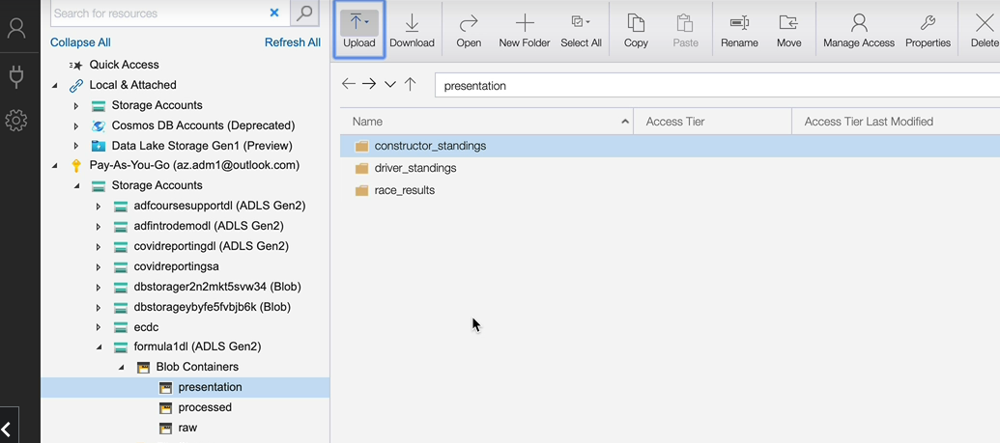 Search for resources
Collapse All
Refresh All
Quick Access
Local & Attached
Storage Accounts
Cosmos DB Accounts (Deprecated)
Data Lake Storage Gen1 (Preview)
Pay-As-You-Go (az.adm1@outlook.com)
Storage Accounts
adfcoursesupportdl (ADLS Gen2)
adfintrodemodl (ADLS Gen2)
covidreportingdl (ADLS Gen2)
covidreportingsa
dbstorager2n2mkt5svw34 (Blob)
dbstorageybyfe5fvbjb6k (Blob)
ecdc
formula1dl (ADLS Gen2)
Blob Containers
presentation
processed
raw
Upload
Download
Open
New Folder
Select All
Copy
Paste
Rename
Move
Manage Access
Properties
Delete
presentation
Name
Access Tier
Access Tier Last Modified
constructor_standings
driver_standings
race_results